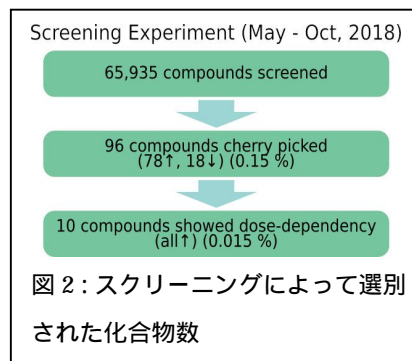 Screening Experiment (May - Oct, 2018)
65,935 compounds screened
96 compounds cherry picked
(78↑, 18↓) (0.15 %)
10 compounds showed dose-dependency
(all↑) (0.015 %)
図 2 : スクリーニングによって選別
された化合物数